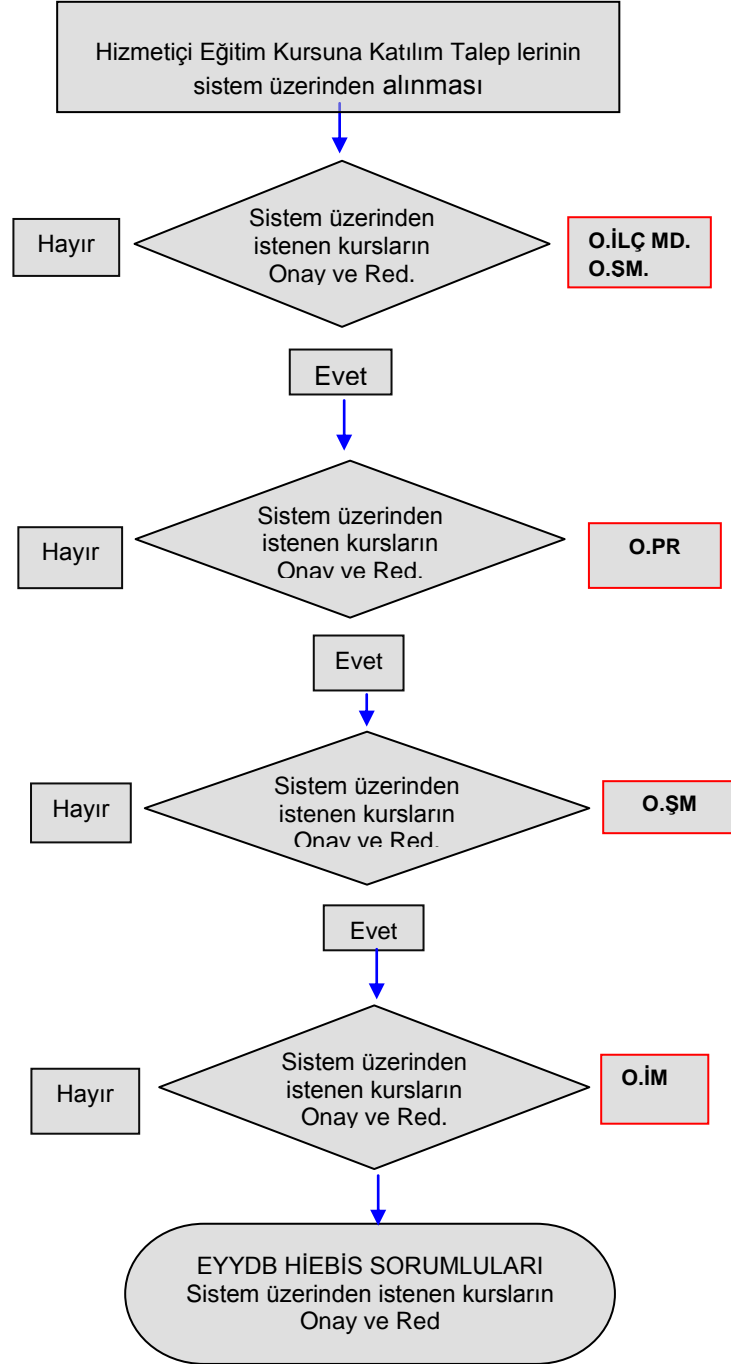 Hizmetiçi Eğitim Kursuna Katılım Talep lerinin
sistem üzerinden alınması
Hayır
Sistem üzerinden
istenen kursların
Onay ve Red.
O.İLÇ MD.
O.ŞM.
Evet
Hayır
Sistem üzerinden
istenen kursların
Onay ve Red.
O.PR
Evet
Hayır
Sistem üzerinden
istenen kursların
Onay ve Red.
O.ŞM
Evet
Hayır
Sistem üzerinden
istenen kursların
Onay ve Red.
O.İM
EYYDB HİEBİS SORUMLULARI
Sistem üzerinden istenen kursların
Onay ve Red